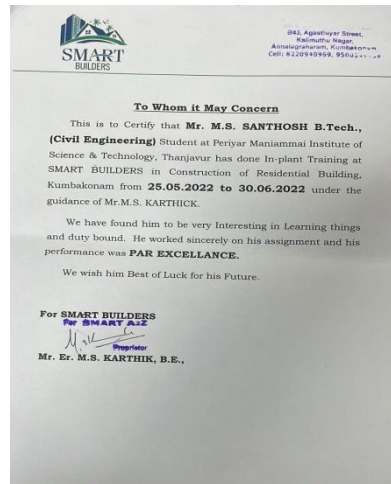 SMART
BUILDERS
B43, Agasthiyar Street,
Kalimuthu Nagar,
Annalagraharam, Kumbakonam
Cell: 8220940969,
To Whom it May Concern
This is to Certify that Mr. M.S. SANTHOSH B.Tech.,
(Civil Engineering) Student at Periyar Maniammai Institute of
Science & Technology, Thanjavur has done In-plant Training at
SMART BUILDERS in Construction of Residential Building,
Kumbakonam from 25.05.2022 to 30.06.2022 under the
guidance of Mr.M.S. KARTHICK.
We have found him to be very Interesting in Learning things
and duty bound. He worked sincerely on his assignment and his
performance was PAR EXCELLANCE.
We wish him Best of Luck for his Future.
For SMART BUILDERS
For SMART A2Z
Proprietor
Mr. Er. M.S. KARTHIK, B.E.,